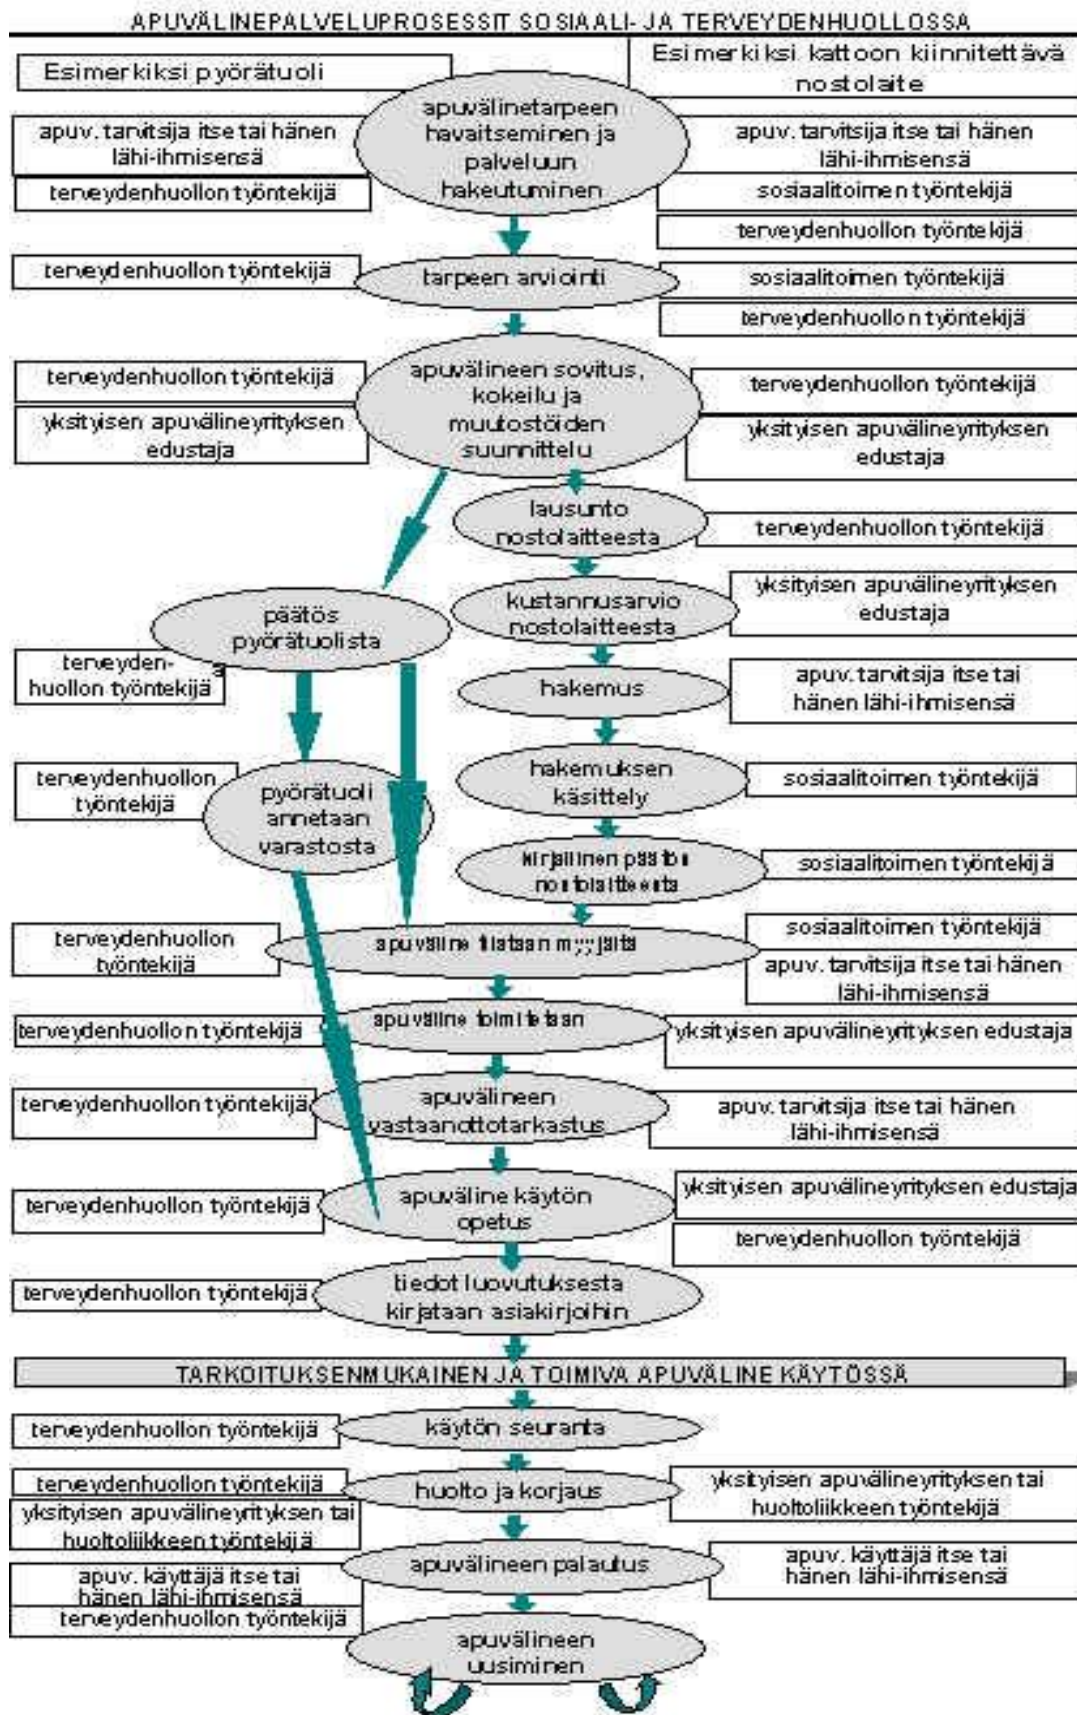 APUVÄLINEPALVELUPROSESSIT SOSIAALI- JA TERVEYDENHUOLLOSSA
Esimerkiksi pyörätuoli
Esimerkiksi kattoon kiinnitettävä
nostolaite
apuvälinetarpeen
havaitseminen ja
palveluun
hakeutuminen
apuv. tarvitsija itse tai hänen
lähi-ihmisensä
terveydenhuollon työntekijä
apuv. tarvitsija itse tai hänen
lähi-ihmisensä
sosiaalitoimen työntekijä
terveydenhuollon työntekijä
terveydenhuollon työntekijä
tarpeen arviointi
sosiaalitoimen työntekijä
terveydenhuollon työntekijä
terveydenhuollon työntekijä
yksityisen apuvälineyrityksen
edustaja
apuvälineen sovitus,
kokeilu ja
muutostöiden
suunnittelu
terveydenhuollon työntekijä
yksityisen apuvälineyrityksen
edustaja
lausunto
nostolaitteesta
terveydenhuollon työntekijä
päätös
pyörätuolista
kustannusarvio
nostolaitteesta
yksityisen apuvälineyrityksen
edustaja
terveyden-
huollon työntekijä
ä
hakemus
apuv. tarvitsija itse tai
hänen lähi-ihmisensä
terveydenhuollon
työntekijä
pyörätuoli
annetaan
varastosta
hakemuksen
käsittely
sosiaalitoimen työntekijä
kirjallinen päätös
nostolaitteesta
sosiaalitoimen työntekijä
terveydenhuollon
työntekijä
apuväline tilataan
sosiaalitoimen työntekijä
apuv. tarvitsija itse tai hänen
lähi-ihmisensä
terveydenhuollon työntekijä
apuväline toimitetaan
yksityisen apuvälineyrityksen edustaja
terveydenhuollon työntekijä
apuvälineen
vastaanottotarkastus
apuv. tarvitsija itse tai hänen
lähi-ihmisensä
terveydenhuollon työntekijä
apuväline käytön
opetus
yksityisen apuvälineyrityksen edustaja
terveydenhuollon työntekijä
terveydenhuollon työntekijä
tiedot luovutuksesta
kirjataan asiakirjoihin
TARKOITUKSENMUKAINEN JA TOIMIVA APUVÄLINE KÄYTÖSSÄ
terveydenhuollon työntekijä
käytön seuranta
terveydenhuollon työntekijä
yksityisen apuvälineyrityksen tai
huoltoliikkeen työntekijä
huolto ja korjaus
yksityisen apuvälineyrityksen tai
huoltoliikkeen työntekijä
apuv. käyttäjä itse tai
hänen lähi-ihmisensä
terveydenhuollon työntekijä
apuvälineen palautus
apuv. käyttäjä itse tai
hänen lähi-ihmisensä
apuvälineen
uusiminen